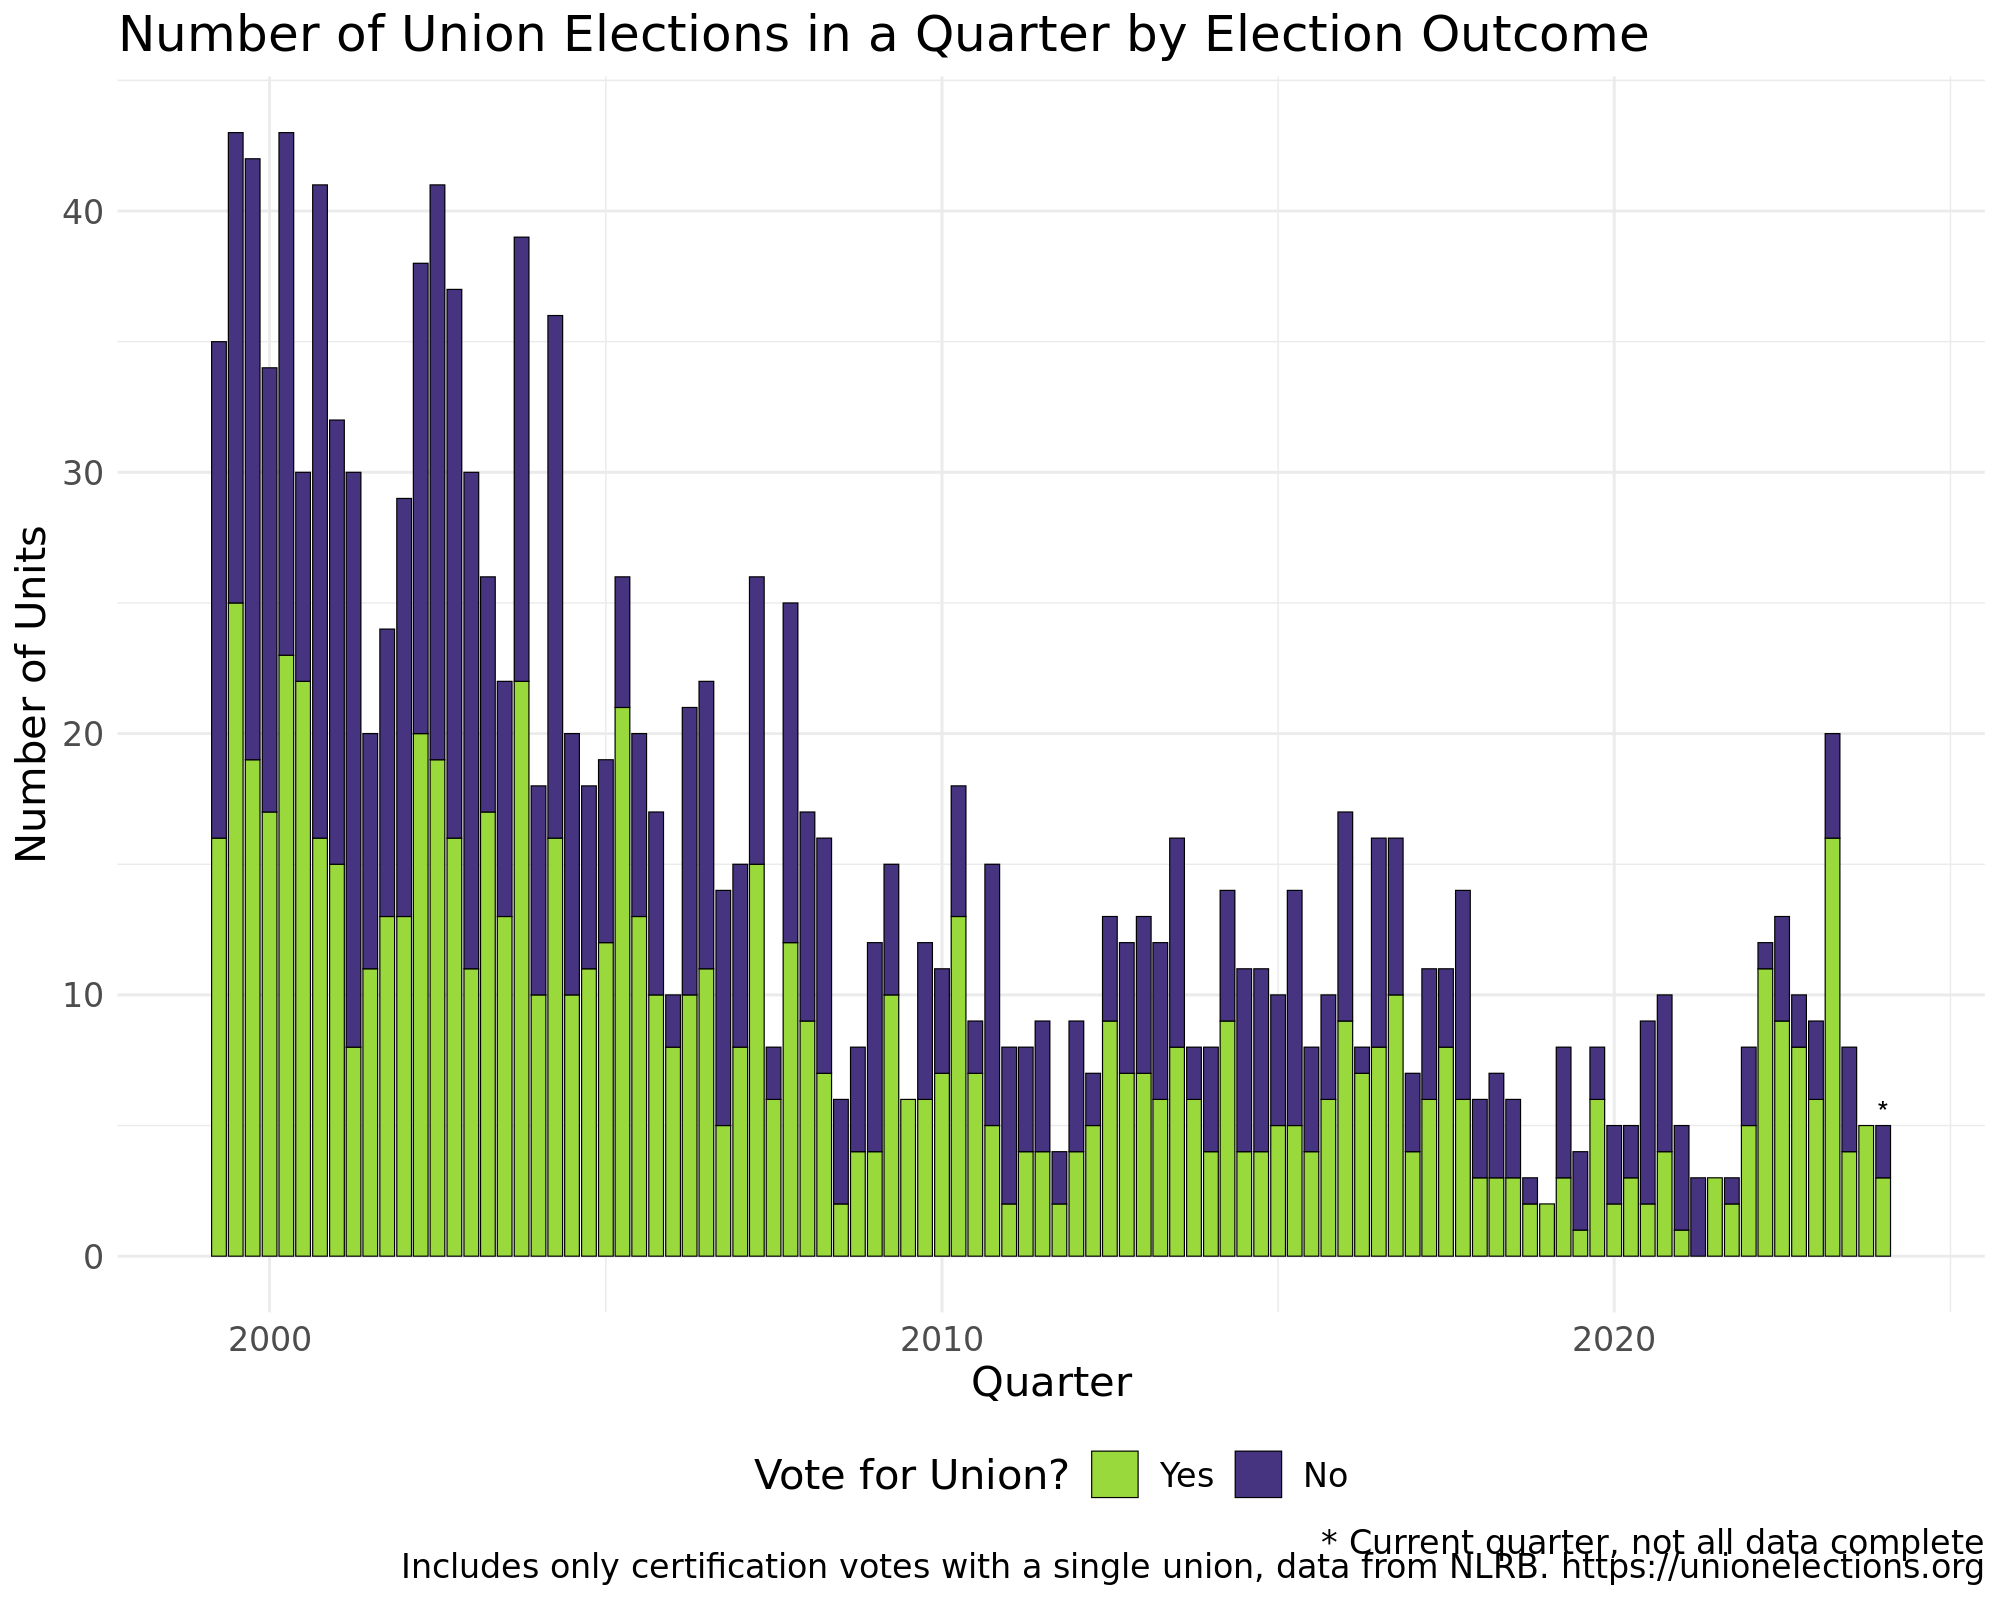 Number of Union Elections in a Quarter by Election Outcome
Number of Units
40
30
20
10
0
*
2000
2010
2020
Quarter
Vote for Union?
Yes
No
* Current quarter, not all data complete
Includes only certification votes with a single union, data from NLRB. https://unionelections.org